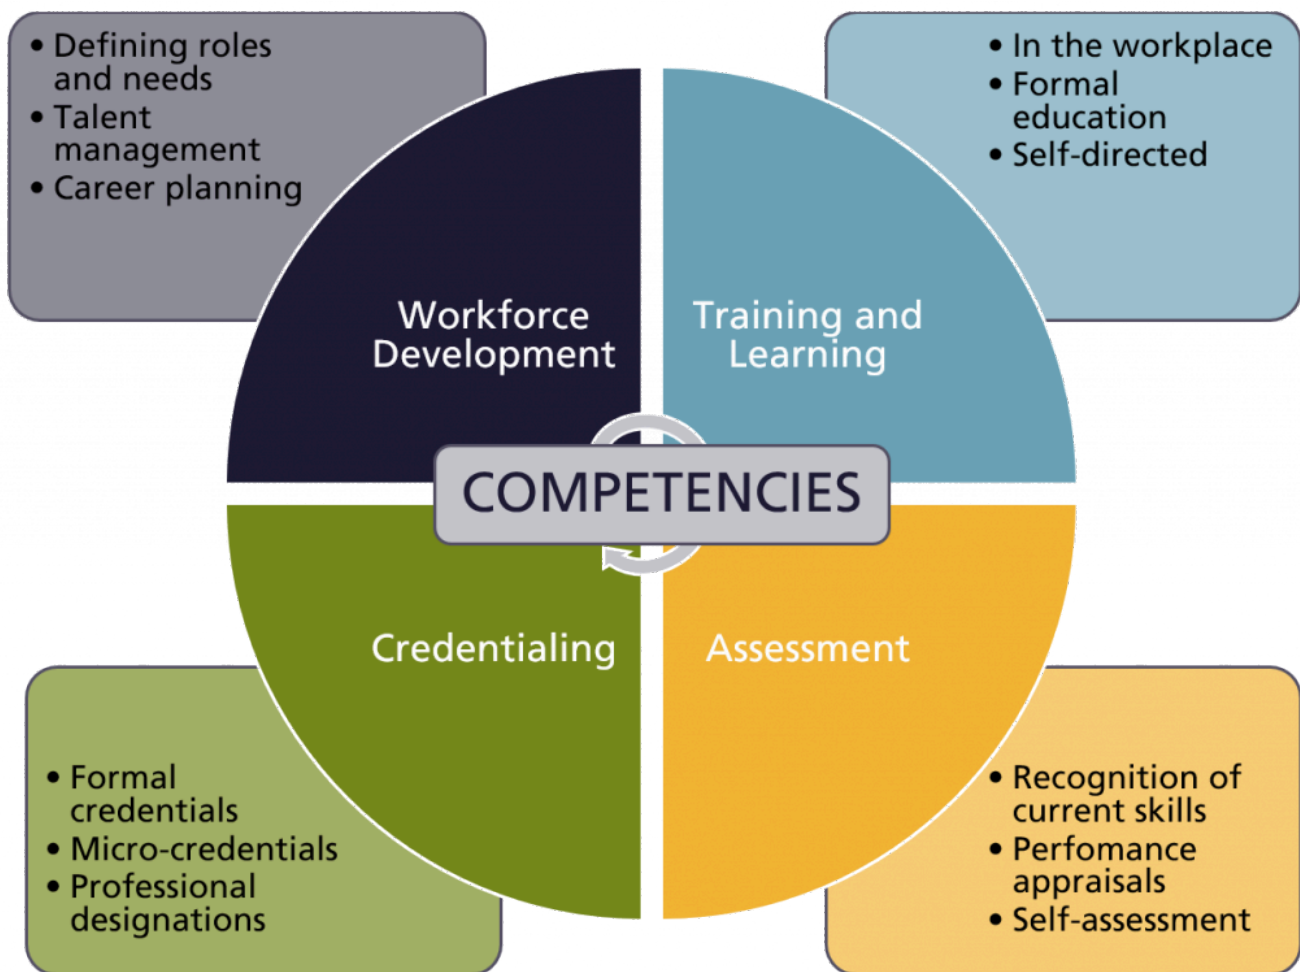 • Defining roles
and needs
• Talent
management
• Career planning
• In the workplace
• Formal
education
• Self-directed
Workforce
Development
Training and
Learning
COMPETENCIES
Credentialing
Assessment
• Formal
credentials
• Micro-credentials
• Professional
designations
• Recognition of
current skills
• Perfomance
appraisals
• Self-assessment